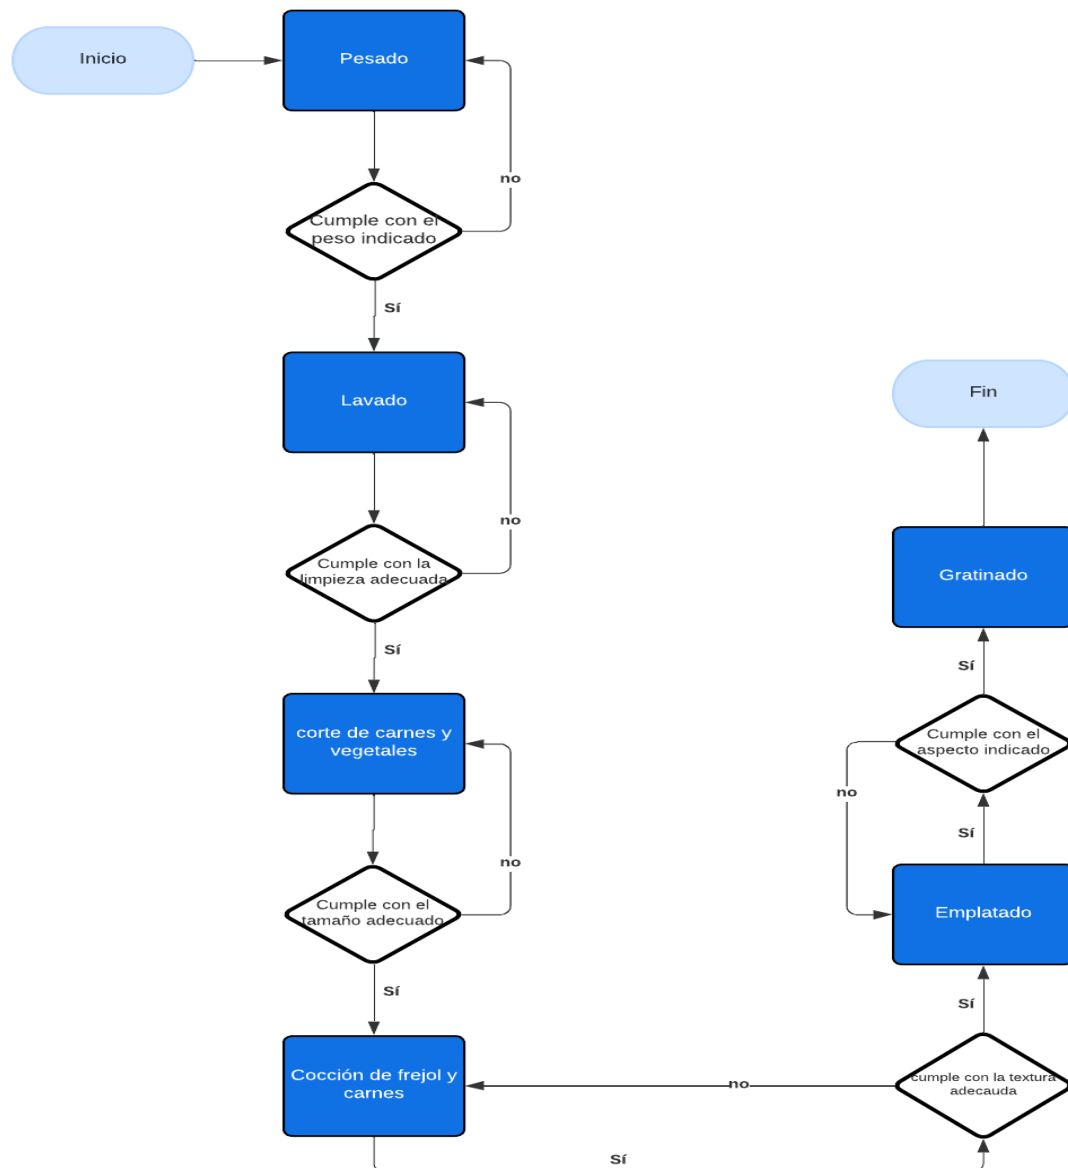 Inicio
Pesado
no
Cumple con el
peso indicado
Sí
Lavado
no
Cumple con la
limpieza adecuada
Sí
corte de carnes y
vegetales
no
Cumple con el
tamaño adecuado
Sí
Cocción de frejol y
carnes
Sí
no
cumple con la textura
adecauda
Sí
Emplatado
Sí
no
Cumple con el
aspecto indicado
Sí
Gratinado
Fin